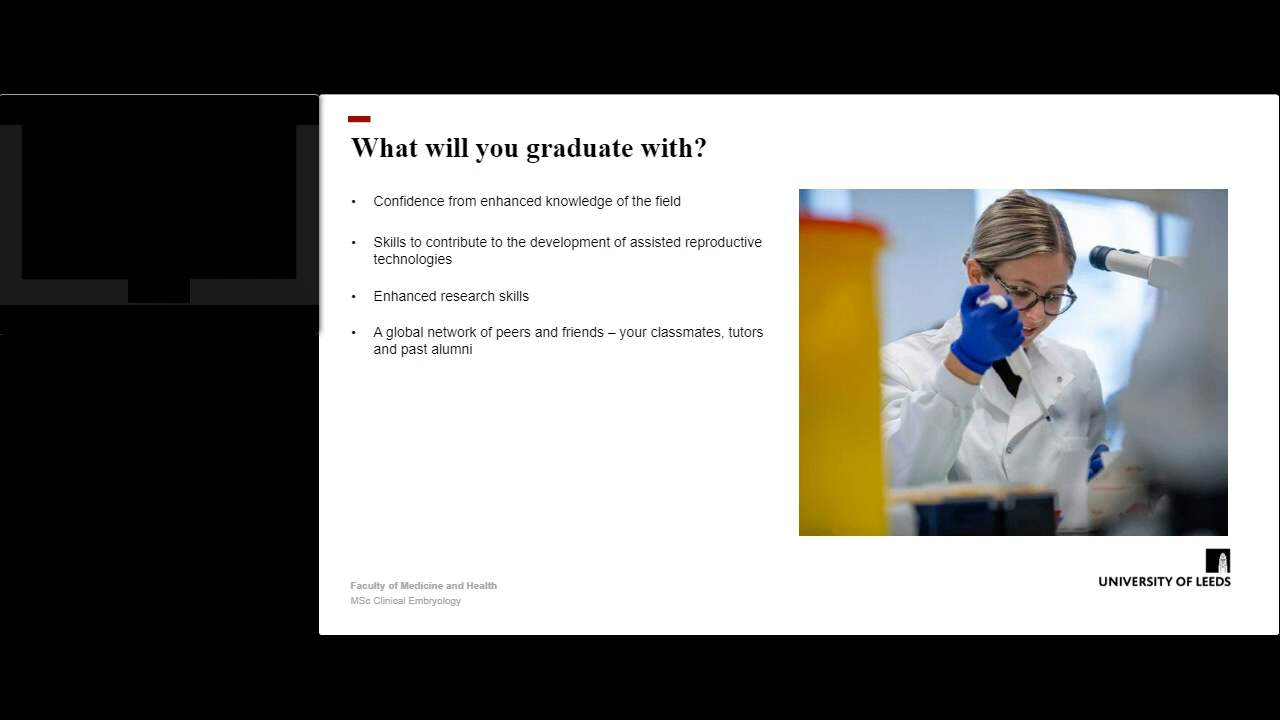 What will you graduate with?
• Confidence from enhanced knowledge of the field
• Skills to contribute to the development of assisted reproductive
technologies
• Enhanced research skills
• A global network of peers and friends – your classmates, tutors
and past alumni
Faculty of Medicine and Health
MSc Clinical Embryology
UNIVERSITY OF LEEDS